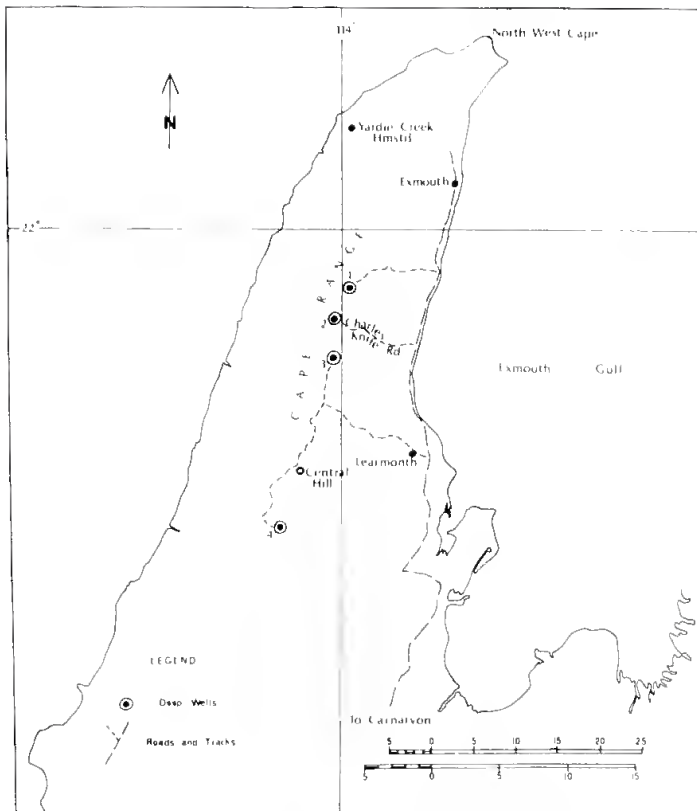 114°
North West Cape
N
Yardie Creek
Hmstd
Exmouth
22°
CAPE RANGE
1
2
Charles
Knife Rd
3
Exmouth Gulf
Learmonth
Central
Hill
4
LEGEND
Deep Wells
Roads and Tracks
To Carnarvon
5 0 5 10 15 20 25
5 0 5 10 15